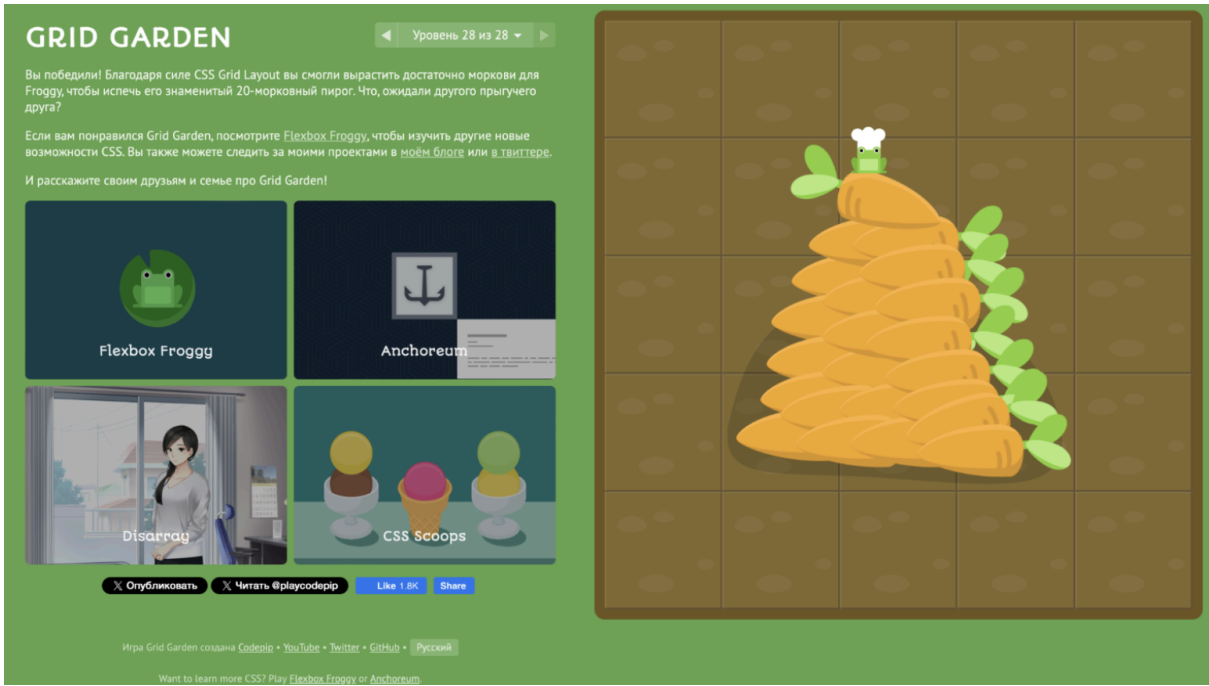 GRID GARDEN
Уровень 28 из 28
Вы победили! Благодаря силе CSS Grid Layout вы смогли вырастить достаточно моркови для
Froggy, чтобы испечь его знаменитый 20-морковный пирог. Что, ожидали другого прыгучего
друга?
Если вам понравился Grid Garden, посмотрите Flexbox Froggy, чтобы изучить другие новые
возможности CSS. Вы также можете следить за моими проектами в моём блоге или в твиттере.
И расскажите своим друзьям и семье про Grid Garden!
Flexbox Froggy
Anchoreum
Disarray
CSS Scoops
Опубликовать
Читать @playcodepip
Like 1.8K
Share
Игра Grid Garden создана Codepip • YouTube • Twitter • GitHub • Русский
Want to learn more CSS? Play Flexbox Froggy or Anchoreum.